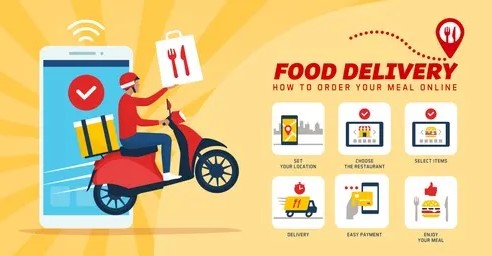 FOOD DELIVERY
HOW TO ORDER YOUR MEAL ONLINE
SET
YOUR LOCATION
CHOOSE
THE RESTAURANT
SELECT ITEMS
DELIVERY
EASY PAYMENT
ENJOY
YOUR MEAL